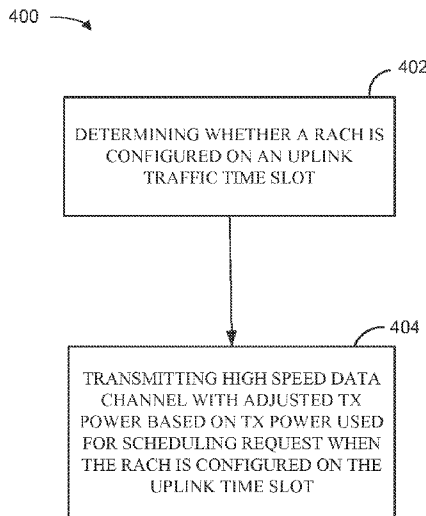 400
402
DETERMINING WHETHER A RACH IS
CONFIGURED ON AN UPLINK
TRAFFIC TIME SLOT
404
TRANSMITTING HIGH SPEED DATA
CHANNEL WITH ADJUSTED TX
POWER BASED ON TX POWER USED
FOR SCHEDULING REQUEST WHEN
THE RACH IS CONFIGURED ON THE
UPLINK TIME SLOT